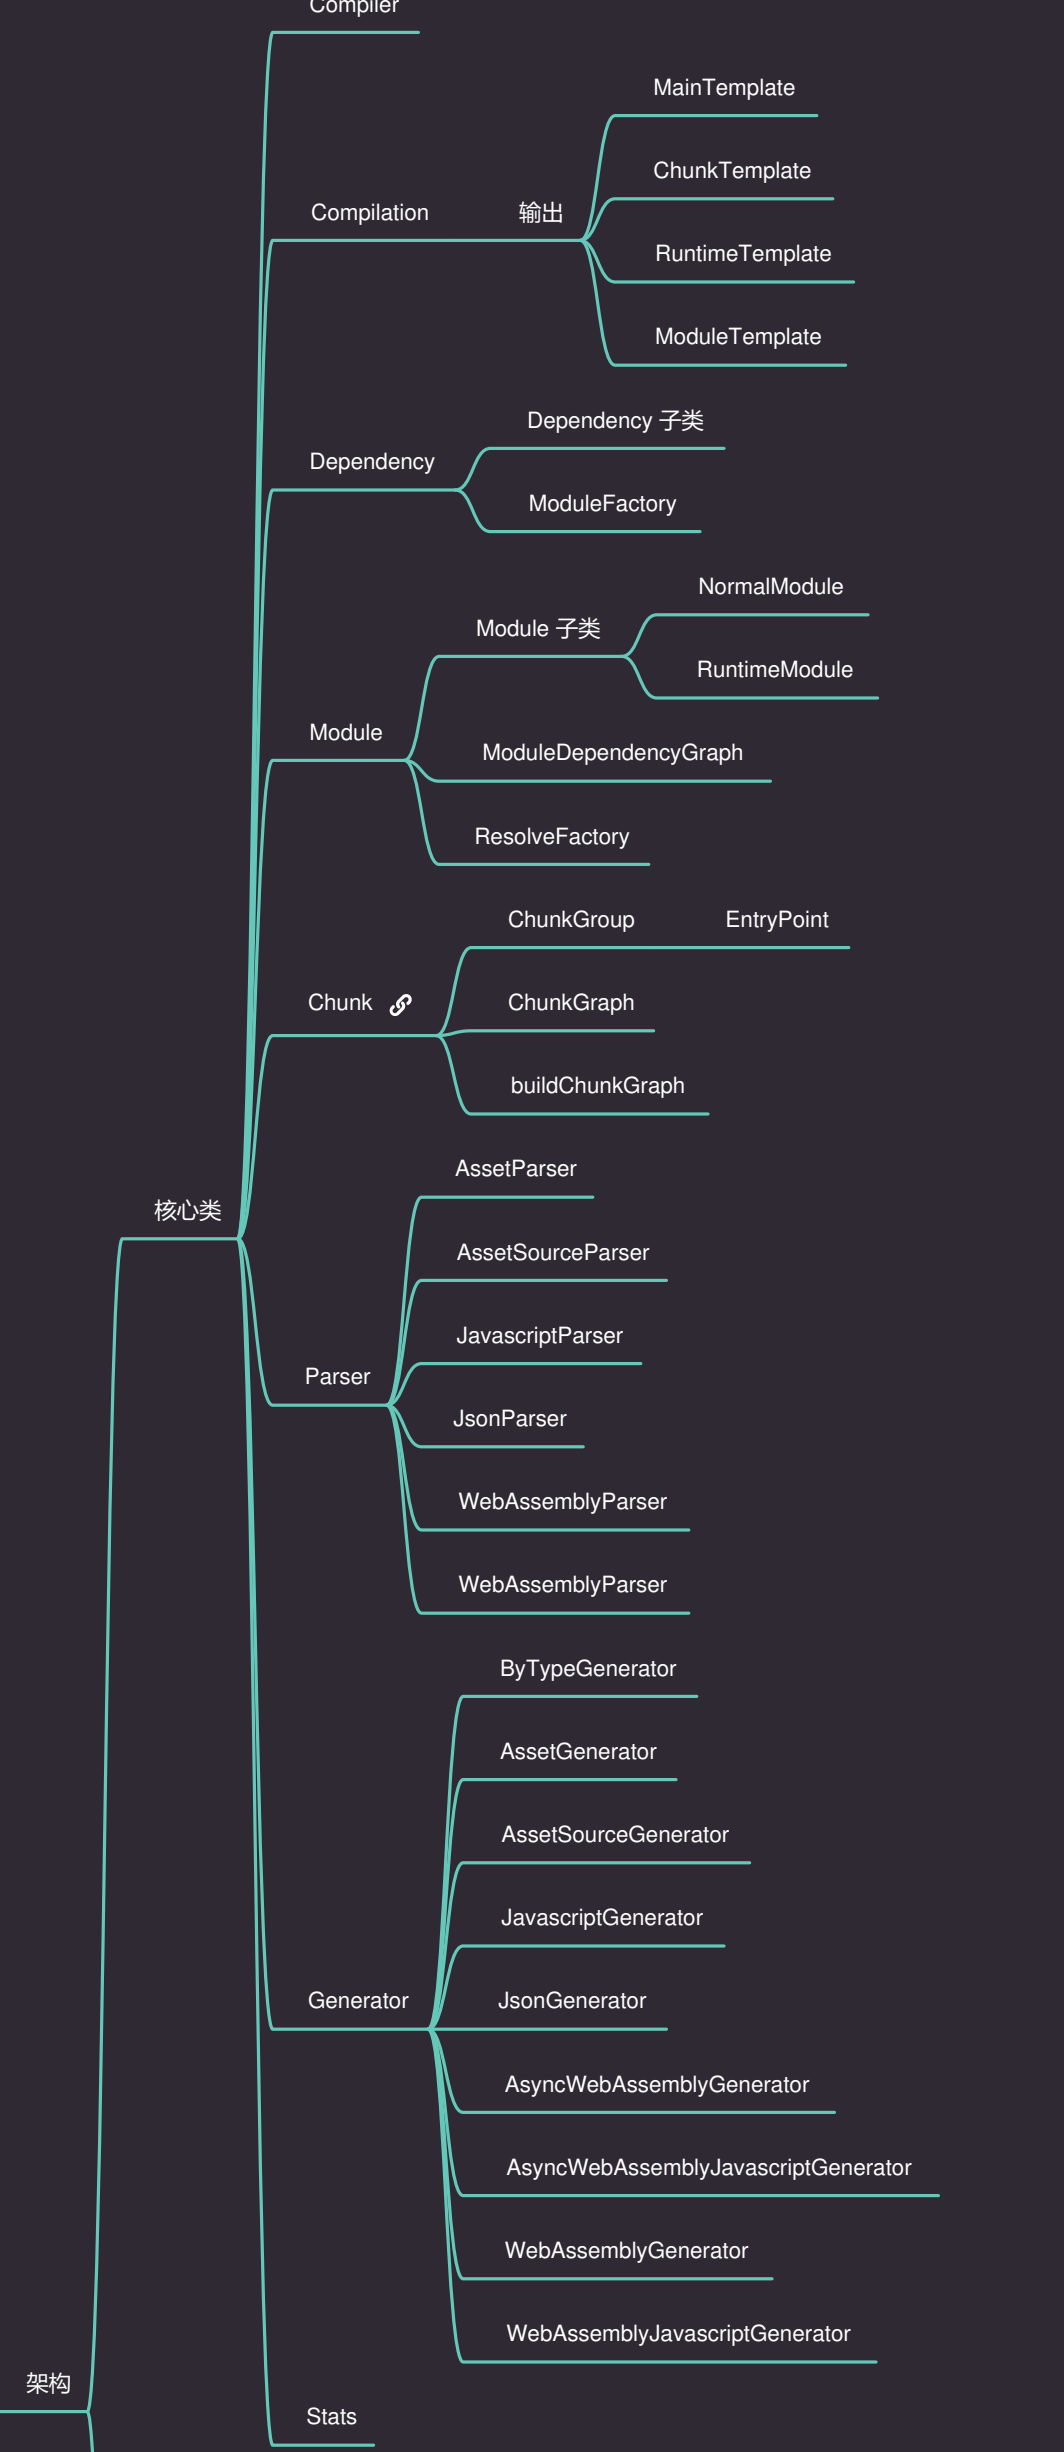 Compiler
MainTemplate
ChunkTemplate
Compilation 输出
RuntimeTemplate
ModuleTemplate
Dependency 子类
Dependency
ModuleFactory
NormalModule
Module 子类
RuntimeModule
Module
ModuleDependencyGraph
ResolveFactory
ChunkGroup EntryPoint
Chunk
ChunkGraph
buildChunkGraph
AssetParser
核心类
AssetSourceParser
JavascriptParser
Parser
JsonParser
WebAssemblyParser
WebAssemblyParser
ByTypeGenerator
AssetGenerator
AssetSourceGenerator
JavascriptGenerator
Generator
JsonGenerator
AsyncWebAssemblyGenerator
AsyncWebAssemblyJavascriptGenerator
WebAssemblyGenerator
WebAssemblyJavascriptGenerator
架构
Stats